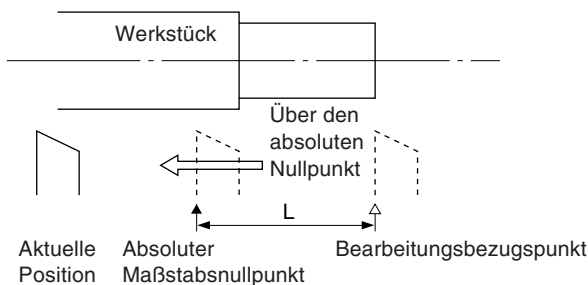 Werkstück
Über den
absoluten
Nullpunkt
L
Aktuelle
Position
Absoluter
Maßstabsnullpunkt
Bearbeitungsbezugspunkt